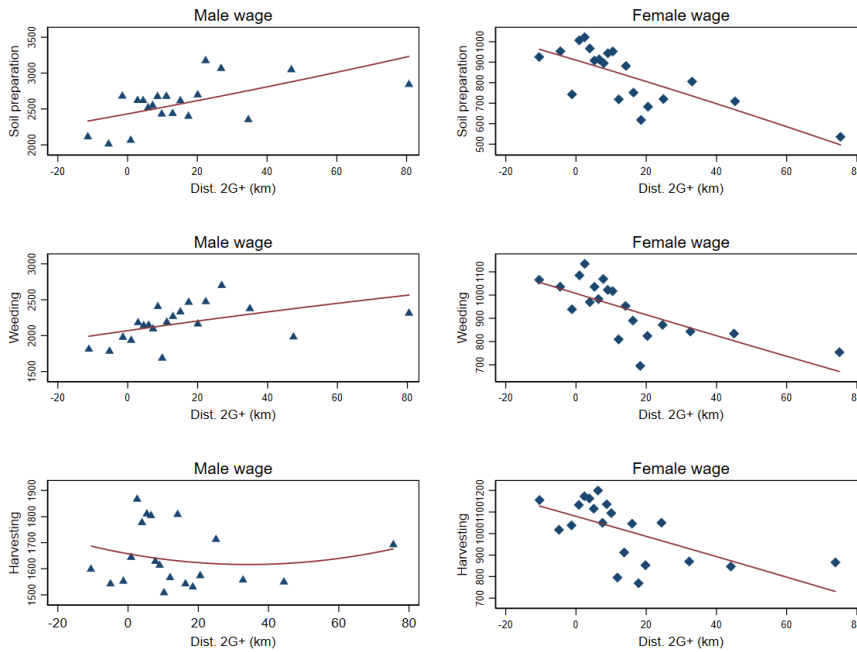 Male wage
Soil preparation
2000 2500 3000 3500
-20 0 20 40 60 80
Dist. 2G+ (km)
Female wage
500 600 700 800 900 1000
-20 0 20 40 60 80
Dist. 2G+ (km)
Male wage
Weeding
1500 2000 2500 3000
-20 0 20 40 60 80
Dist. 2G+ (km)
Female wage
700 800 900 1000 1100
-20 0 20 40 60 80
Dist. 2G+ (km)
Male wage
Harvesting
1500 1600 1700 1800 1900
-20 0 20 40 60 80
Dist. 2G+ (km)
Female wage
Harvesting
700 800 900 1000 1100 1200
-20 0 20 40 60 80
Dist. 2G+ (km)